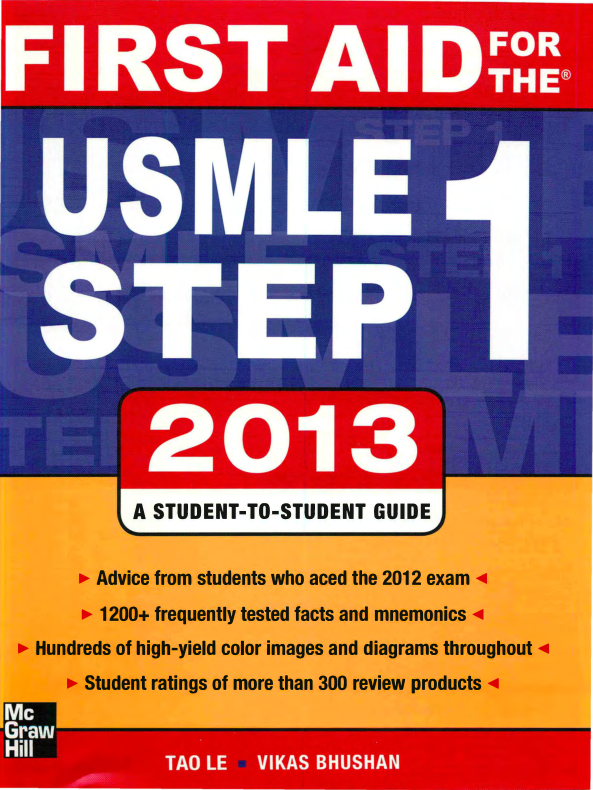 FIRST AID FOR THE®
USMLE 1
STEP
2013
A STUDENT-TO-STUDENT GUIDE
► Advice from students who aced the 2012 exam ◄
► 1200+ frequently tested facts and mnemonics ◄
► Hundreds of high-yield color images and diagrams throughout ◄
► Student ratings of more than 300 review products ◄
Mc
Graw
Hill
TAO LE ▪ VIKAS BHUSHAN